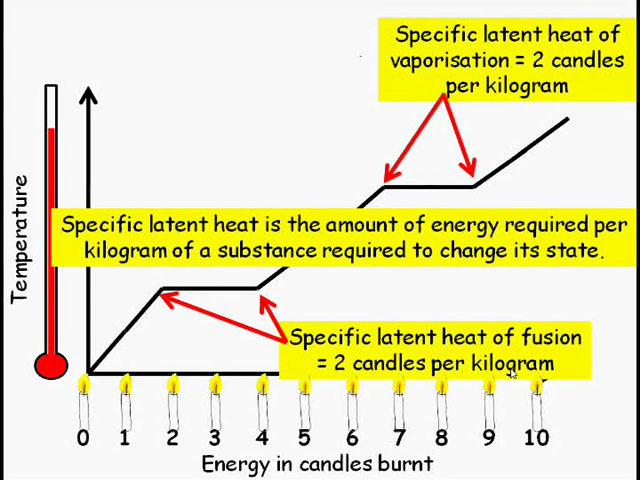 Specific latent heat of
vaporisation = 2 candles
per kilogram
Temperature
Specific latent heat is the amount of energy required per
kilogram of a substance required to change its state.
Specific latent heat of fusion
= 2 candles per kilogram
0 1 2 3 4 5 6 7 8 9 10
Energy in candles burnt